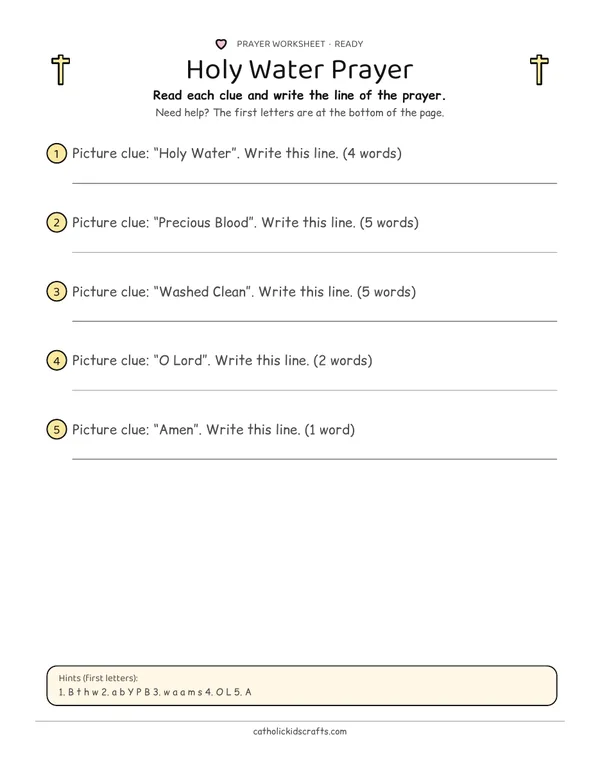 PRAYER WORKSHEET · READY
Holy Water Prayer
Read each clue and write the line of the prayer.
Need help? The first letters are at the bottom of the page.
1 Picture clue: “Holy Water”. Write this line. (4 words)
2 Picture clue: “Precious Blood”. Write this line. (5 words)
3 Picture clue: “Washed Clean”. Write this line. (5 words)
4 Picture clue: “O Lord”. Write this line. (2 words)
5 Picture clue: “Amen”. Write this line. (1 word)
Hints (first letters):
1. B t h w 2. a b Y P B 3. w a a m s 4. O L 5. A
catholickidscrafts.com